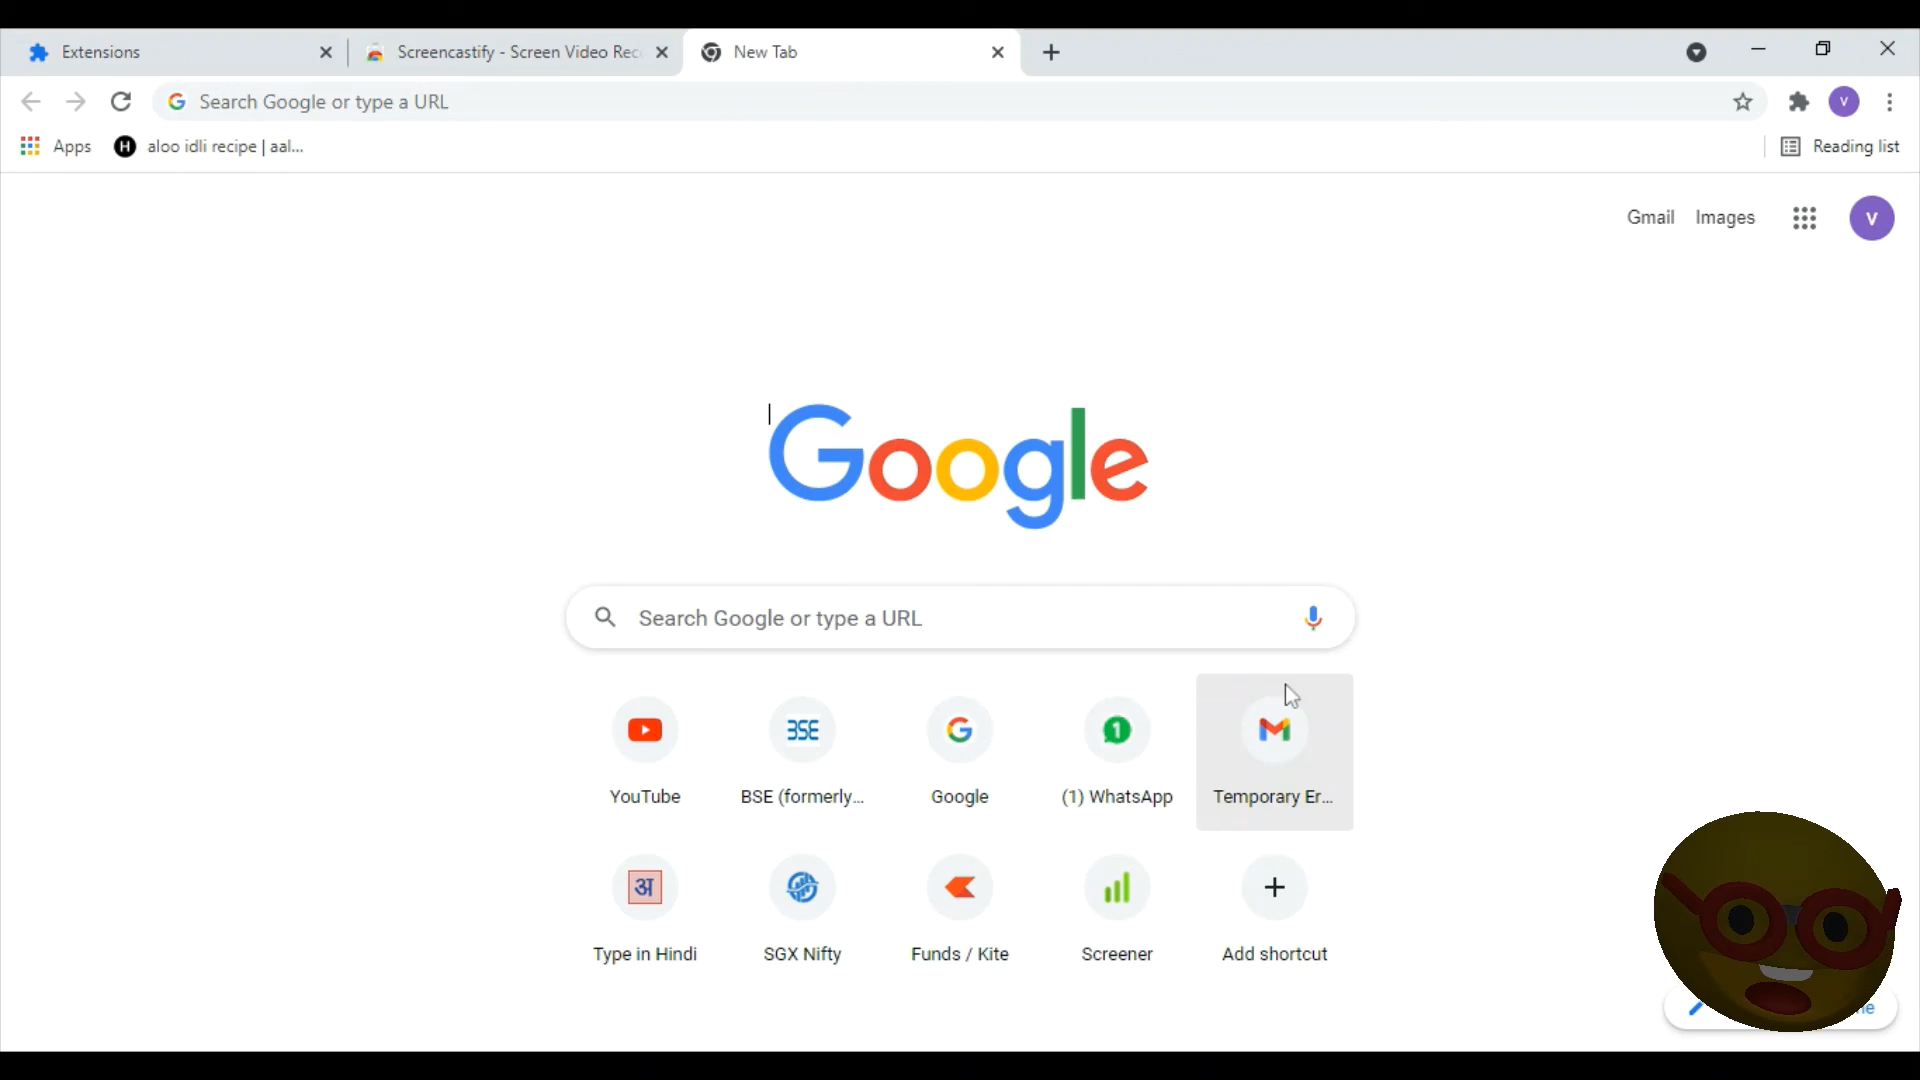 Extensions
Screencastify - Screen Video Rec
New Tab
Search Google or type a URL
V
Apps
H
aloo idli recipe | aal...
Reading list
Gmail
Images
V
Google
Search Google or type a URL
YouTube
BSE
BSE (formerly...
Google
1
(1) WhatsApp
Temporary Er...
अ
Type in Hindi
SGX Nifty
Funds / Kite
Screener
Add shortcut